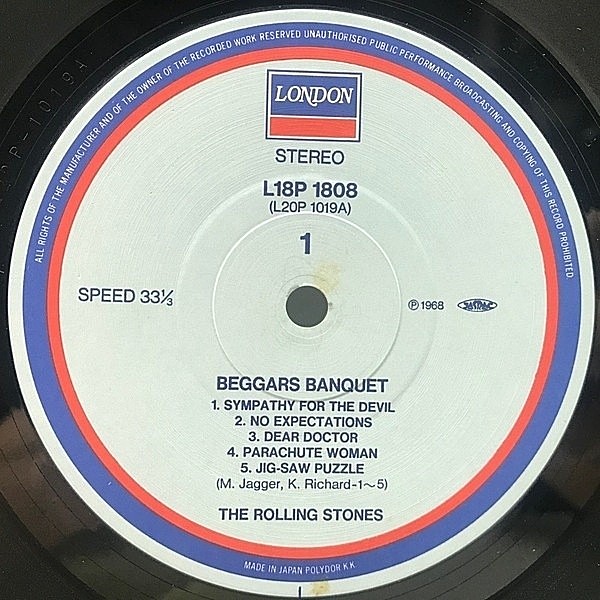 ALL RIGHTS OF THE MANUFACTURER AND OF THE OWNER OF THE RECORDED WORK RESERVED UNAUTHORISED PUBLIC PERFORMANCE BROADCASTING AND COPYING OF THIS RECORD PROHIBITED
LONDON
STEREO
L18P 1808
(L20P 1019A)
1
SPEED 33⅓
℗ 1968
JASRAC
BEGGARS BANQUET
1. SYMPATHY FOR THE DEVIL
2. NO EXPECTATIONS
3. DEAR DOCTOR
4. PARACHUTE WOMAN
5. JIG-SAW PUZZLE
(M. Jagger, K. Richard-1～5)
THE ROLLING STONES
MADE IN JAPAN POLYDOR K.K